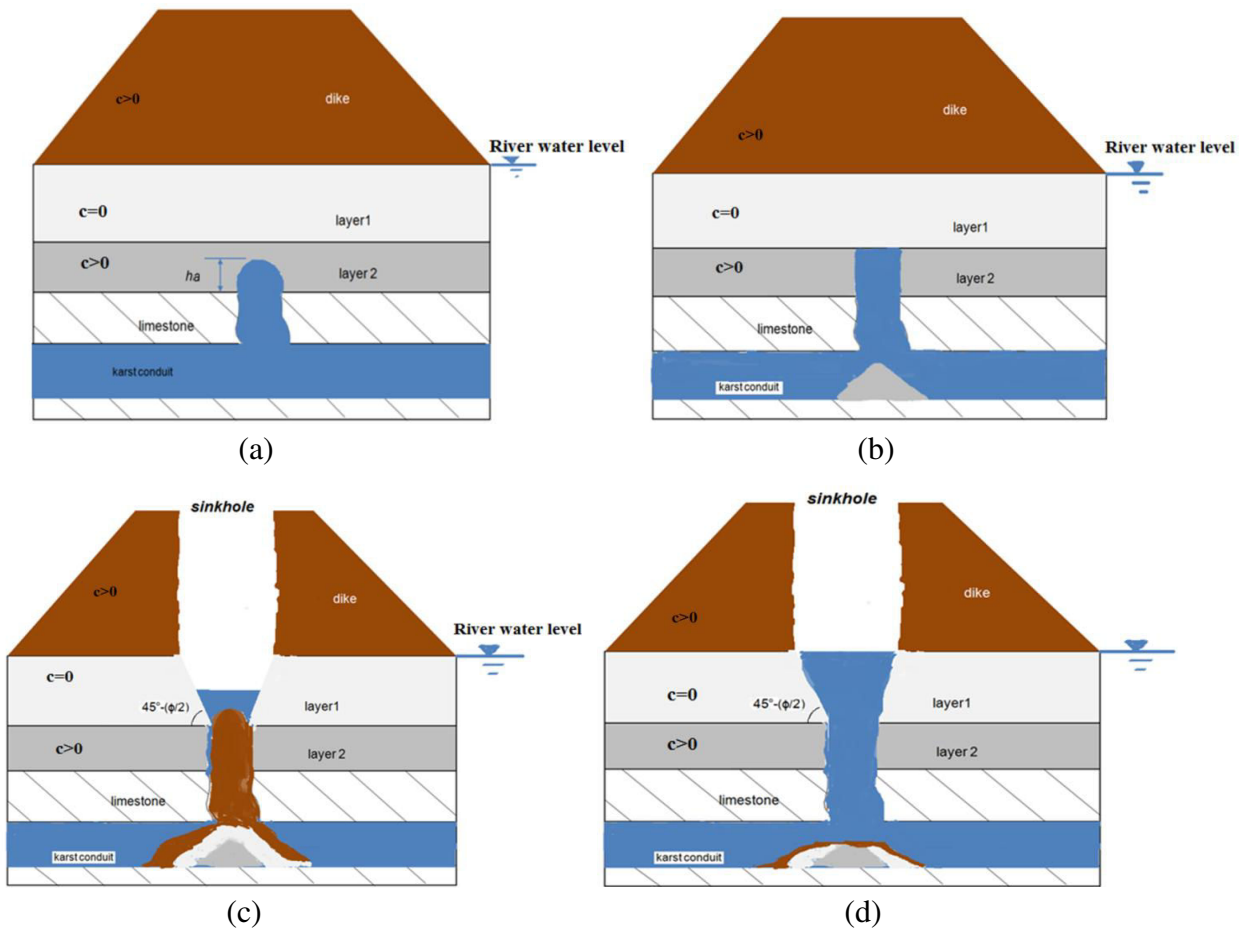 c>0
dike
River water level
c=0
layer1
c>0
ha
layer 2
limestone
karst conduit
(a)
c>0
dike
River water level
c=0
layer1
c>0
layer 2
limestone
karst conduit
(b)
sinkhole
c>0
dike
River water level
c=0
45°-(ϕ/2)
layer1
c>0
layer 2
limestone
karst conduit
(c)
sinkhole
c>0
dike
c=0
45°-(ϕ/2)
layer1
c>0
layer 2
limestone
karst conduit
(d)